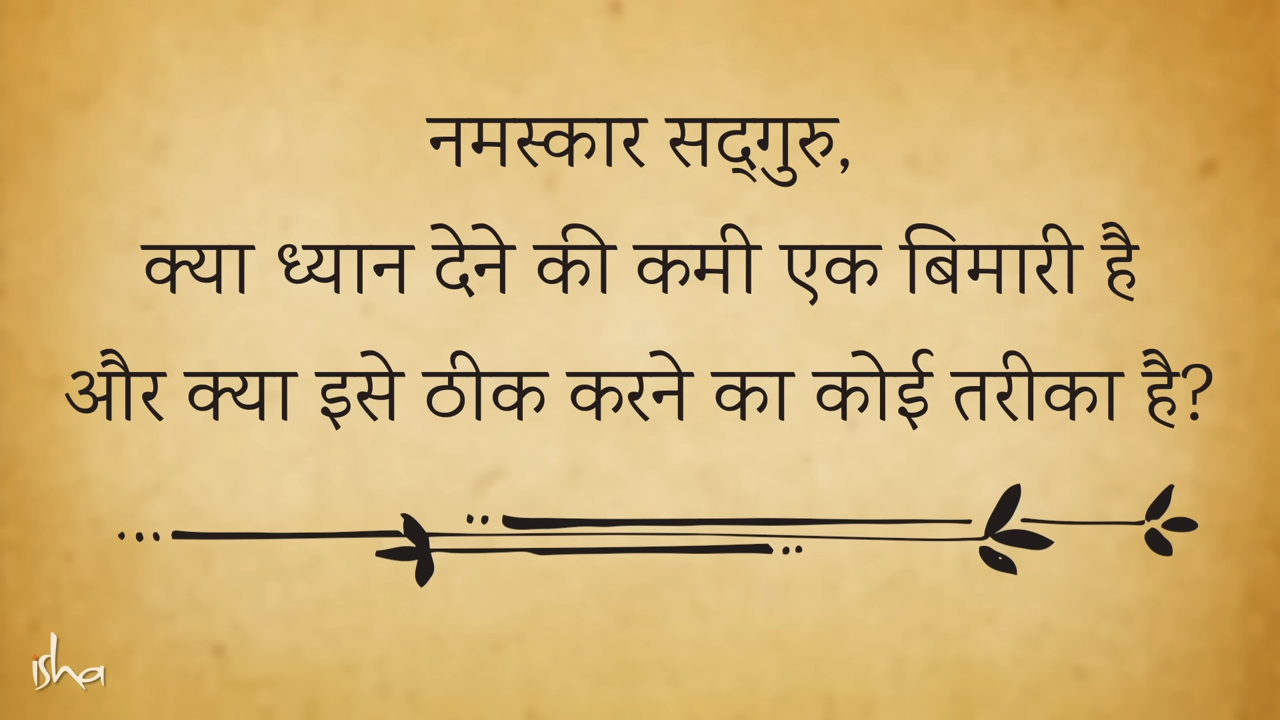 नमस्कार सद्गुरु,
क्या ध्यान देने की कमी एक बिमारी है
और क्या इसे ठीक करने का कोई तरीका है?
isha